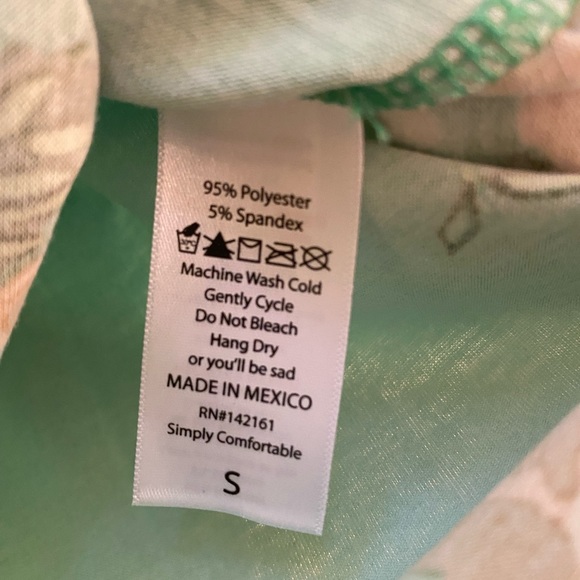 95% Polyester
5% Spandex
Machine Wash Cold
Gently Cycle
Do Not Bleach
Hang Dry
or you'll be sad
MADE IN MEXICO
RN#142161
Simply Comfortable
S